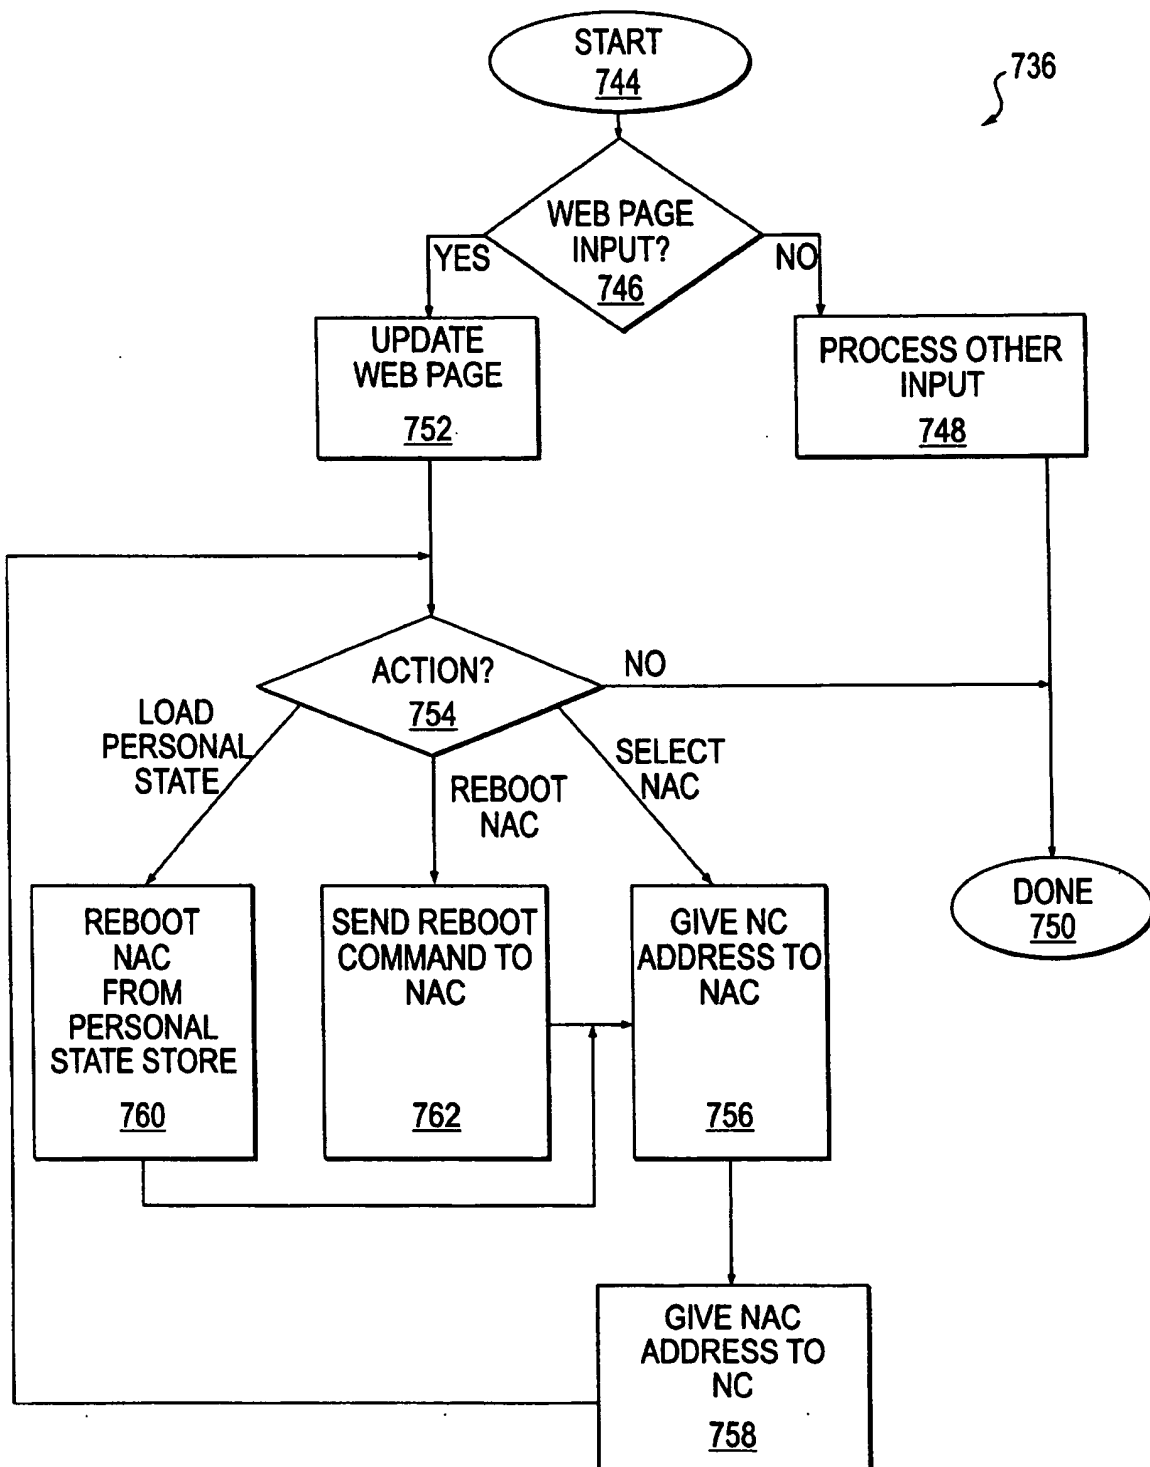 START
744
736
WEB PAGE
INPUT?
746
YES
NO
UPDATE
WEB PAGE
752
PROCESS OTHER
INPUT
748
ACTION?
754
NO
LOAD
PERSONAL
STATE
REBOOT
NAC
SELECT
NAC
REBOOT
NAC
FROM
PERSONAL
STATE STORE
760
SEND REBOOT
COMMAND TO
NAC
762
GIVE NC
ADDRESS TO
NAC
756
DONE
750
GIVE NAC
ADDRESS TO
NC
758